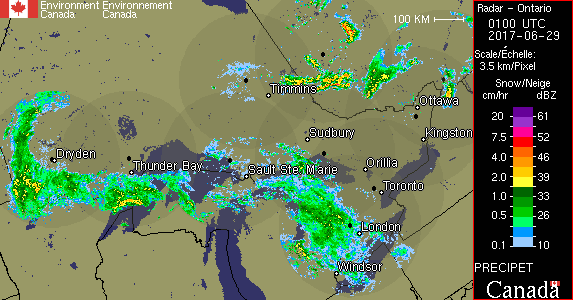 Environment Environnement
Canada Canada
100 KM
Timmins
Ottawa
Sudbury
Kingston
Dryden
Thunder Bay
Sault Ste. Marie
Orillia
Toronto
London
Windsor
Radar - Ontario
0100 UTC
2017-06-29
Scale/Échelle:
3.5 km/Pixel
Snow/Neige
cm/hr dBZ
20 61
7.5 52
4.0 46
2.0 39
1.0 33
0.5 26
0.1 10
PRECIPET
Canada